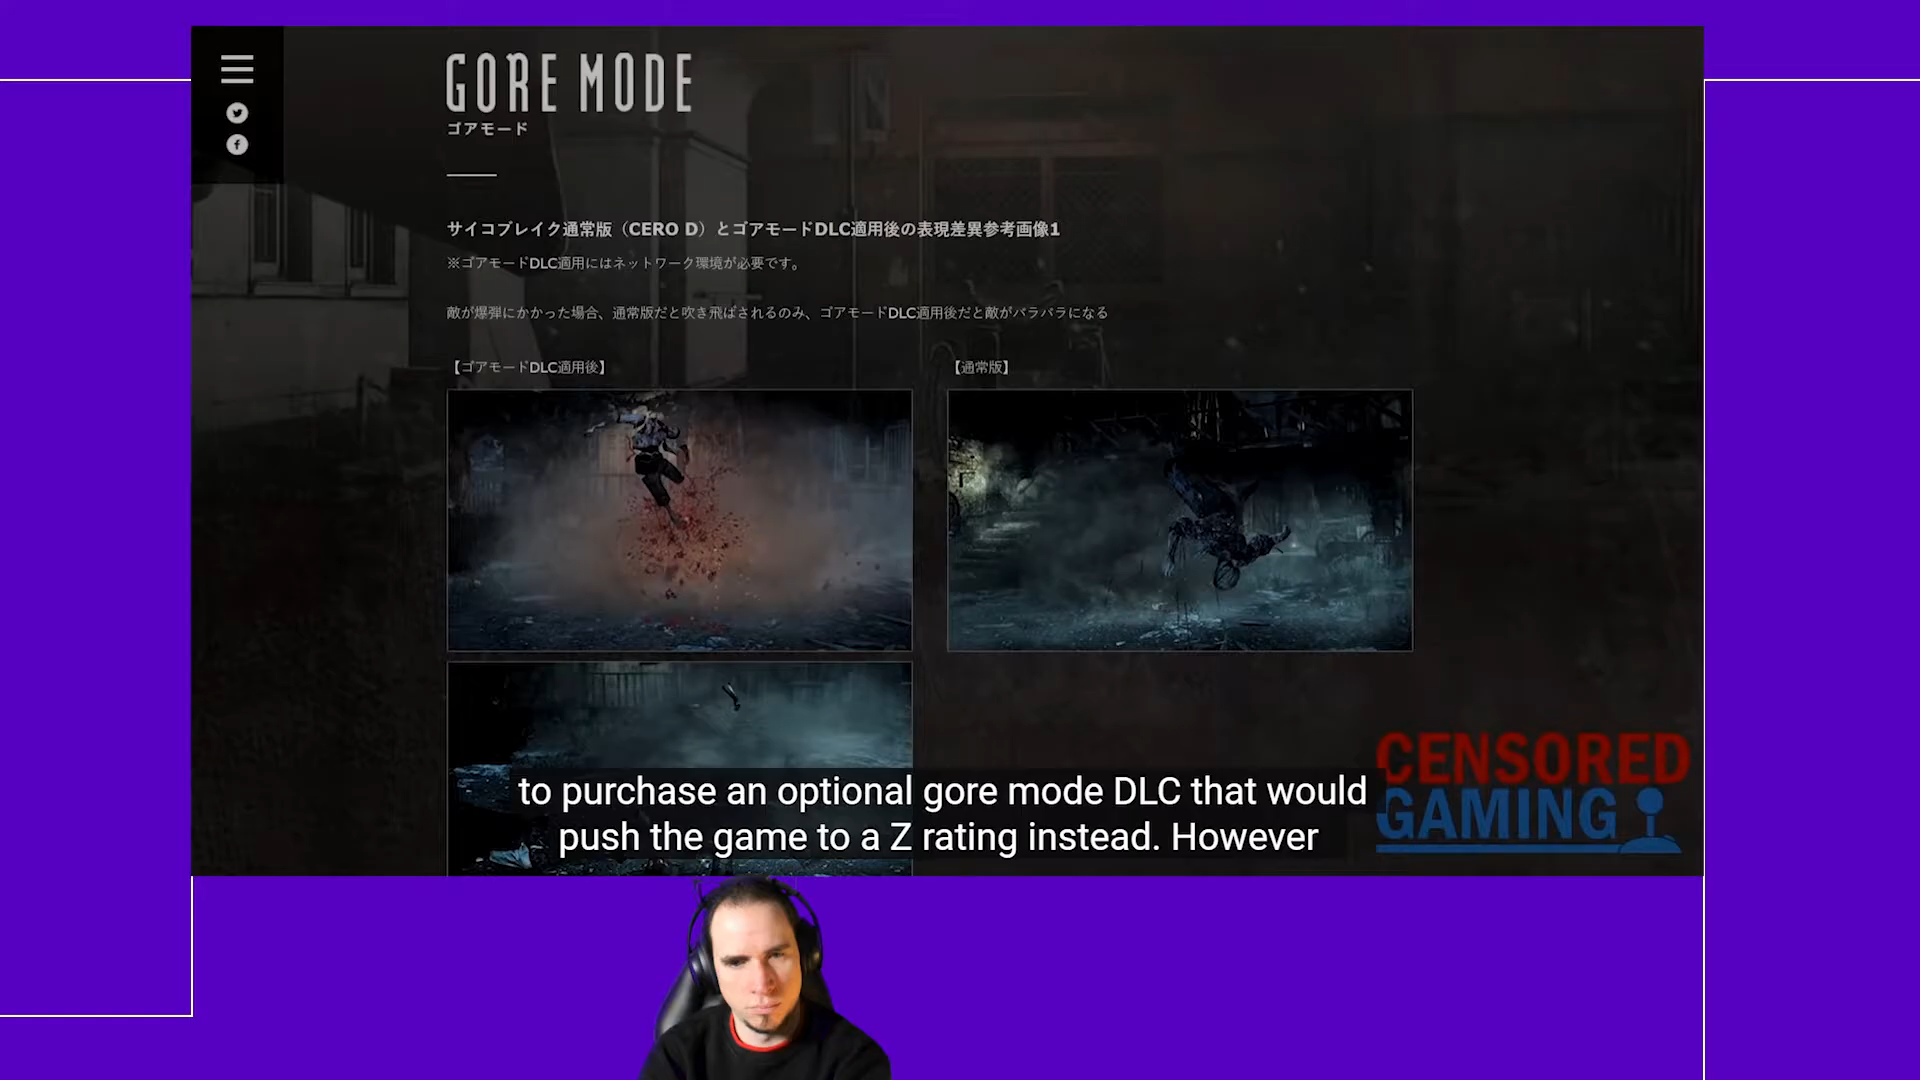 GORE MODE
ゴアモード
サイコブレイク通常版（CERO D）とゴアモードDLC適用後の表現差異参考画像1
※ゴアモードDLC適用にはネットワーク環境が必要です。
敵が爆弾にかかった場合、通常版だと吹き飛ばされるのみ、ゴアモードDLC適用後だと敵がバラバラになる
【ゴアモードDLC適用後】
【通常版】
to purchase an optional gore mode DLC that would
push the game to a Z rating instead. However
CENSORED
GAMING